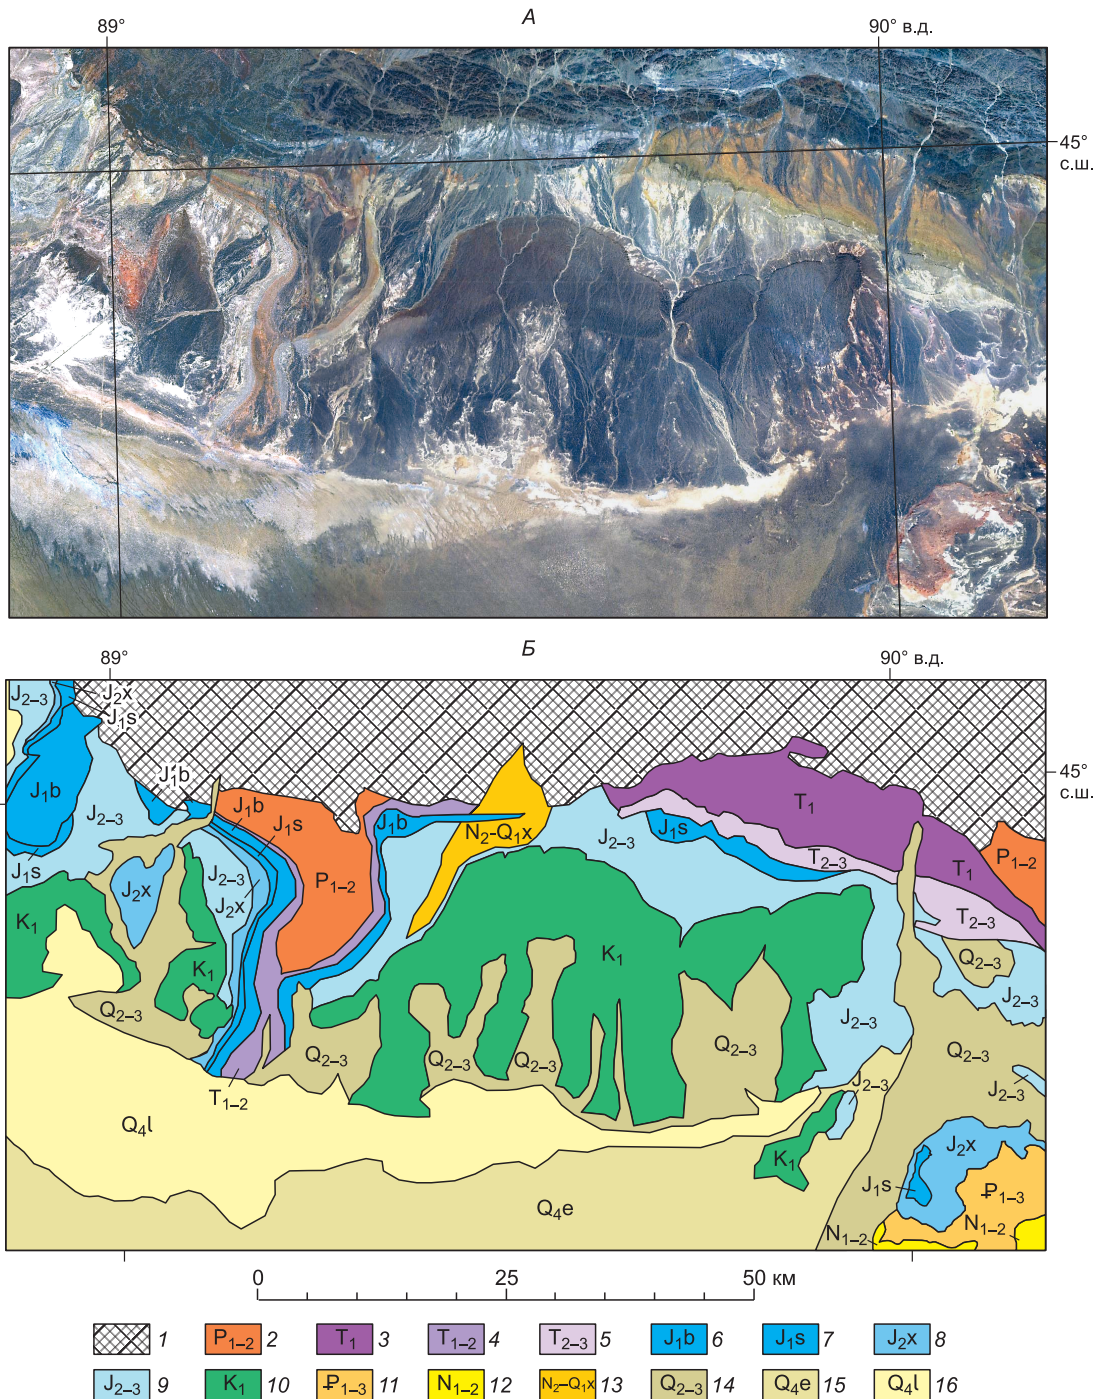 А
89°
90° в.д.
45°
с.ш.
Б
89°
90° в.д.
J₂₋₃
J₂x
J₁s
J₁b
J₁b
45°
с.ш.
J₁b
J₂₋₃
J₁s
J₁b
N₂–Q₁x
J₂₋₃
J₁s
T₁
T₂₋₃
T₁
P₁₋₂
J₁s
J₂x
J₂₋₃
J₂x
P₁₋₂
T₂₋₃
K₁
K₁
K₁
Q₂₋₃
J₂₋₃
Q₂₋₃
J₂₋₃
Q₂₋₃
Q₂₋₃
Q₂₋₃
Q₂₋₃
Q₂₋₃
J₂₋₃
J₂₋₃
T₁₋₂
Q₄l
K₁
J₂x
J₁s
꟣₁₋₃
Q₄e
N₁₋₂
N₁₋₂
0 25 50 км
1 P₁₋₂ 2 T₁ 3 T₁₋₂ 4 T₂₋₃ 5 J₁b 6 J₁s 7 J₂x 8
J₂₋₃ 9 K₁ 10 ꟣₁₋₃ 11 N₁₋₂ 12 N₂–Q₁x 13 Q₂₋₃ 14 Q₄e 15 Q₄l 16